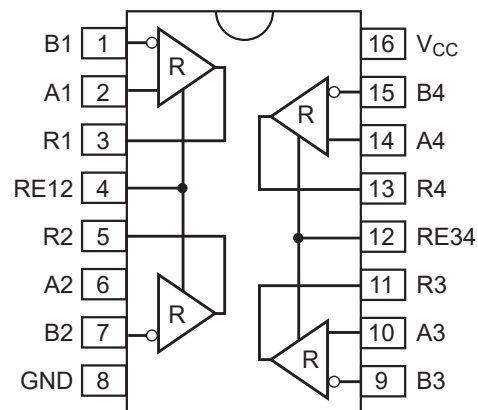 B1 1 R 16 VCC
A1 2 15 B4
R1 3 R 14 A4
RE12 4 13 R4
R2 5 12 RE34
A2 6 11 R3
B2 7 R 10 A3
GND 8 R 9 B3